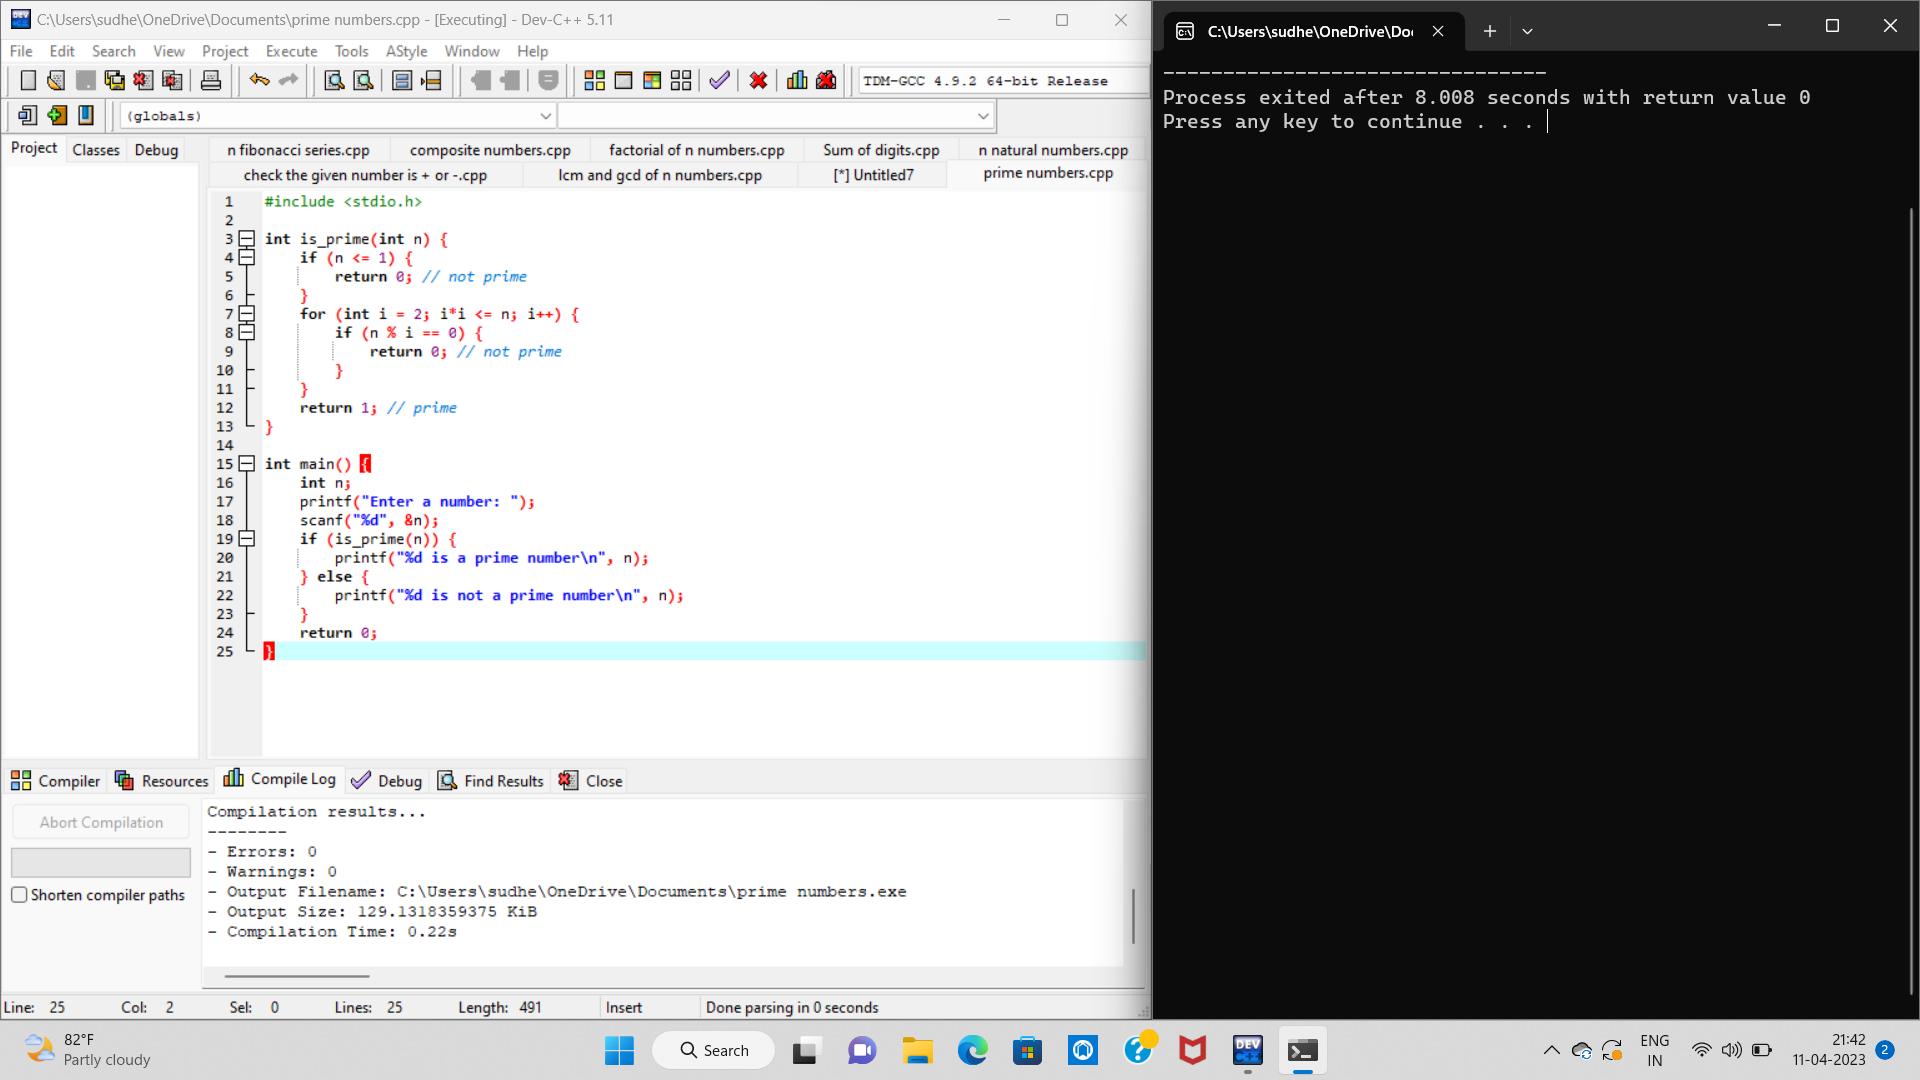 C:\Users\sudhe\OneDrive\Documents\prime numbers.cpp - [Executing] - Dev-C++ 5.11
File Edit Search View Project Execute Tools AStyle Window Help
TDM-GCC 4.9.2 64-bit Release
(globals)
Project Classes Debug
n fibonacci series.cpp composite numbers.cpp factorial of n numbers.cpp Sum of digits.cpp n natural numbers.cpp
check the given number is + or -.cpp lcm and gcd of n numbers.cpp [*] Untitled7 prime numbers.cpp
1 #include <stdio.h>
2
3 int is_prime(int n) {
4     if (n <= 1) {
5         return 0; // not prime
6     }
7     for (int i = 2; i*i <= n; i++) {
8         if (n % i == 0) {
9             return 0; // not prime
10         }
11     }
12     return 1; // prime
13 }
14
15 int main() {
16     int n;
17     printf("Enter a number: ");
18     scanf("%d", &n);
19     if (is_prime(n)) {
20         printf("%d is a prime number\n", n);
21     } else {
22         printf("%d is not a prime number\n", n);
23     }
24     return 0;
25 }
Compiler Resources Compile Log Debug Find Results Close
Abort Compilation
Shorten compiler paths
Compilation results...
--------
- Errors: 0
- Warnings: 0
- Output Filename: C:\Users\sudhe\OneDrive\Documents\prime numbers.exe
- Output Size: 129.1318359375 KiB
- Compilation Time: 0.22s
Line: 25 Col: 2 Sel: 0 Lines: 25 Length: 491 Insert Done parsing in 0 seconds
C:\Users\sudhe\OneDrive\Do
--------------------------------
Process exited after 8.008 seconds with return value 0
Press any key to continue . . .
82°F
Partly cloudy
Search
DEV
C++
ENG
IN
21:42
11-04-2023
2